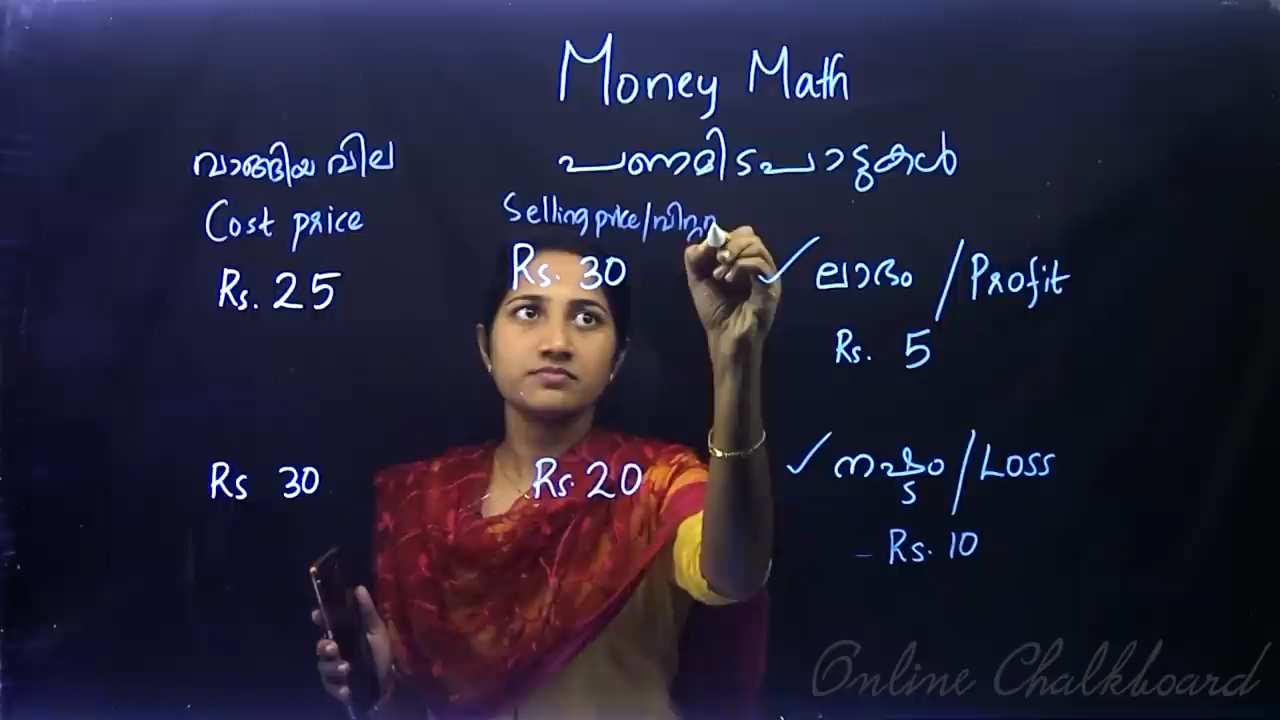 Money Math
വാങ്ങിയ വില
പണമിടപാടുകൾ
Cost price
Selling price/വിറ്റ
Rs. 25
Rs. 30
✓ ലാഭം / Profit
Rs. 5
Rs 30
Rs. 20
✓ നഷ്ടം / Loss
- Rs. 10
Online Chalkboard